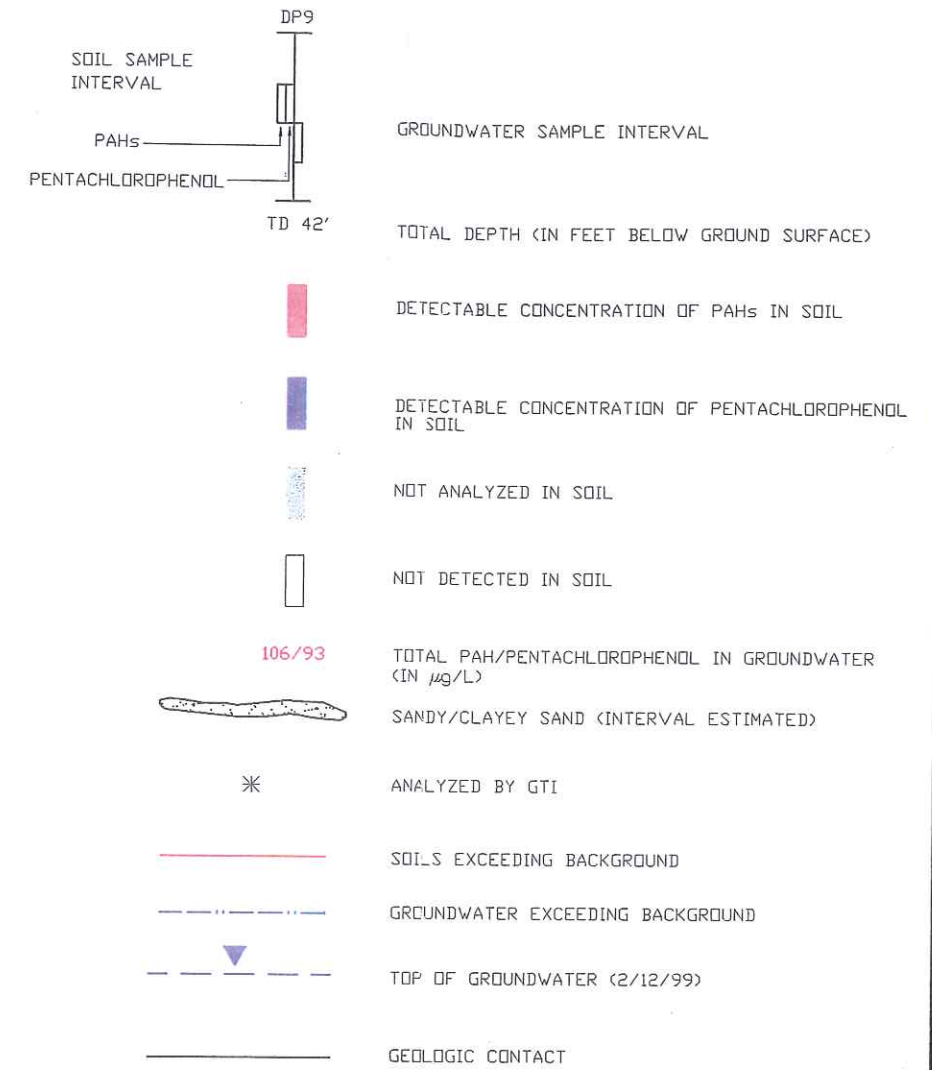 DP9
SOIL SAMPLE
INTERVAL
PAHs
GROUNDWATER SAMPLE INTERVAL
PENTACHLOROPHENOL
TD 42'
TOTAL DEPTH (IN FEET BELOW GROUND SURFACE)
DETECTABLE CONCENTRATION OF PAHs IN SOIL
DETECTABLE CONCENTRATION OF PENTACHLOROPHENOL
IN SOIL
NOT ANALYZED IN SOIL
NOT DETECTED IN SOIL
106/93
TOTAL PAH/PENTACHLOROPHENOL IN GROUNDWATER
(IN µg/L)
SANDY/CLAYEY SAND (INTERVAL ESTIMATED)
ANALYZED BY GTI
SOILS EXCEEDING BACKGROUND
GROUNDWATER EXCEEDING BACKGROUND
TOP OF GROUNDWATER (2/12/99)
GEOLOGIC CONTACT